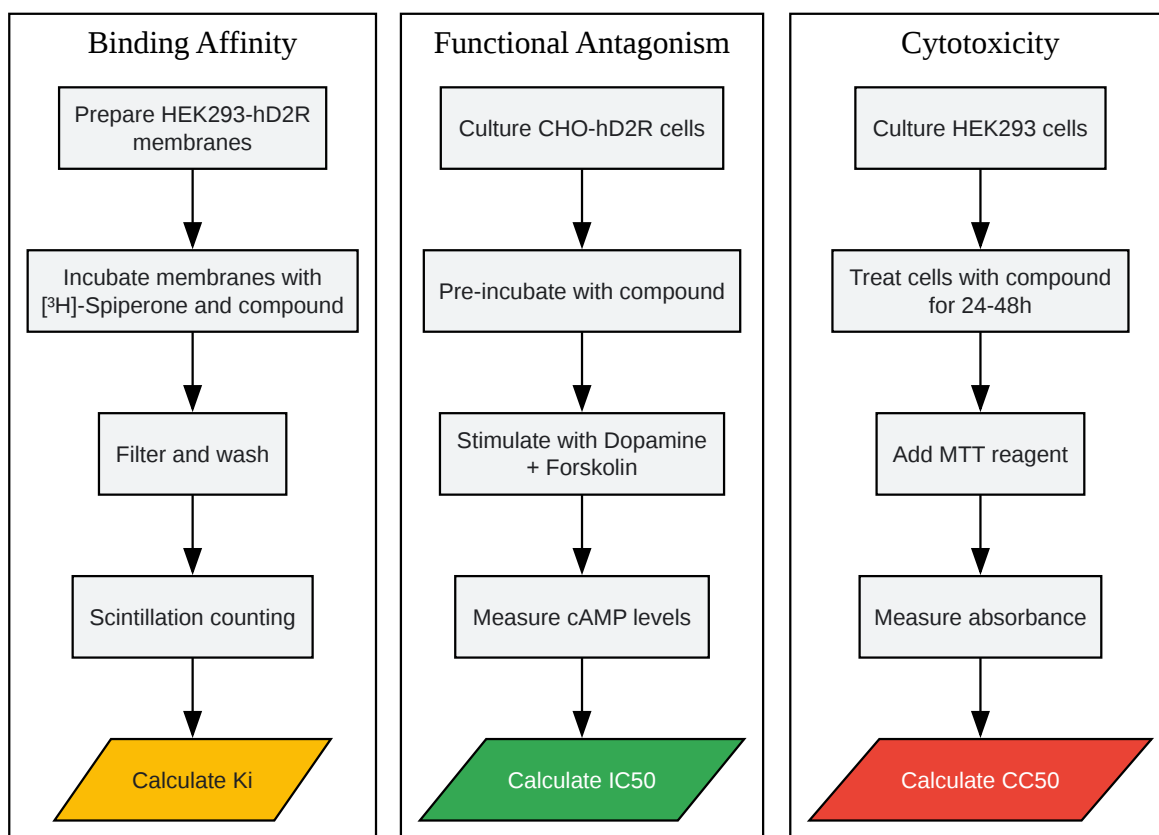 Binding Affinity
Prepare HEK293-hD2R
membranes
Incubate membranes with
[³H]-Spiperone and compound
Filter and wash
Scintillation counting
Calculate Ki
Functional Antagonism
Culture CHO-hD2R cells
Pre-incubate with compound
Stimulate with Dopamine
+ Forskolin
Measure cAMP levels
Calculate IC50
Cytotoxicity
Culture HEK293 cells
Treat cells with compound
for 24-48h
Add MTT reagent
Measure absorbance
Calculate CC50